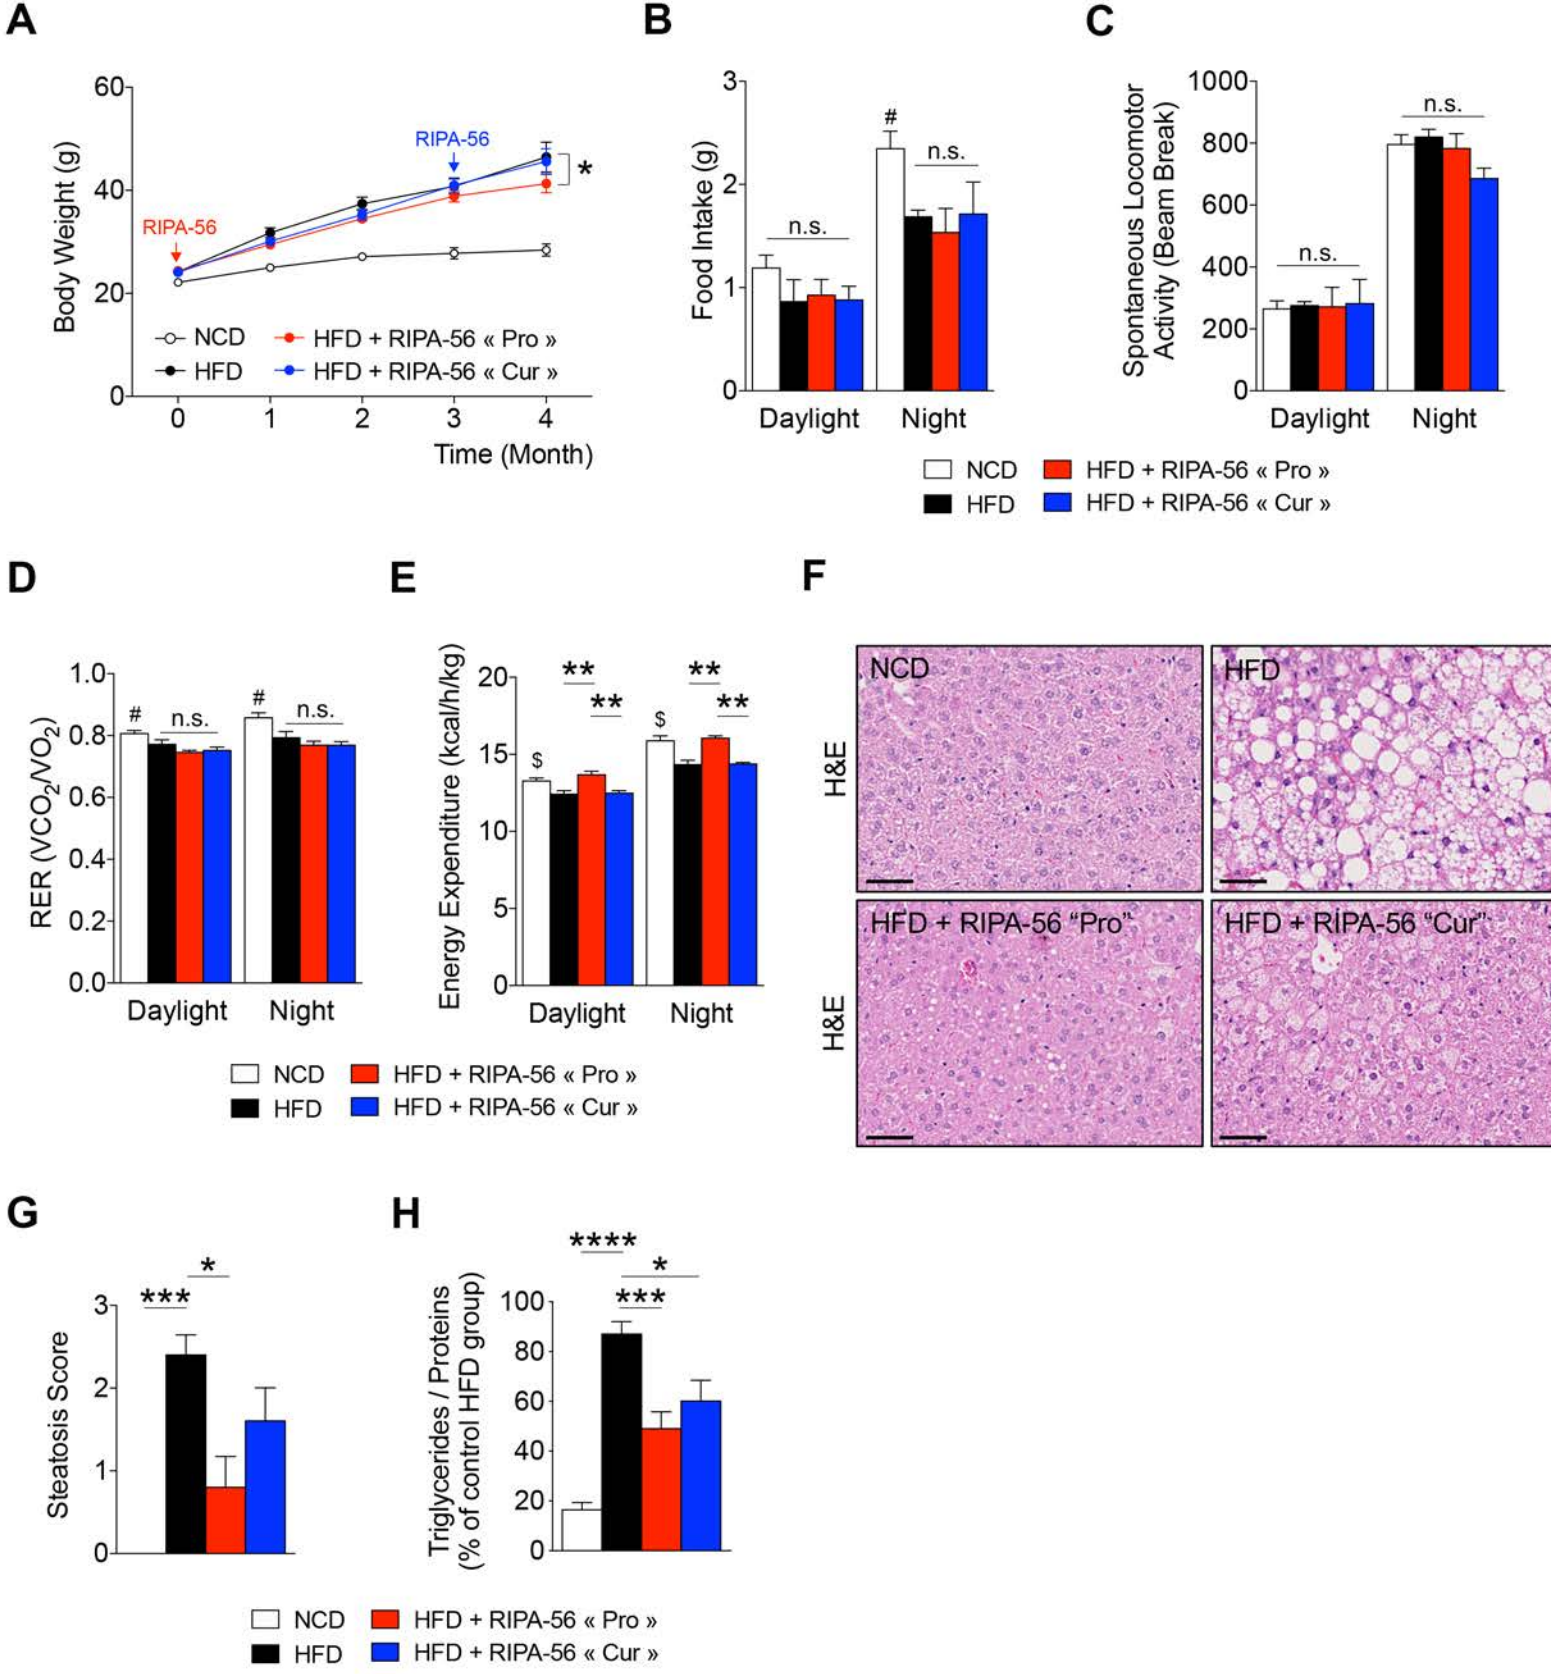 A
Body Weight (g)
60
40
20
0
RIPA-56
RIPA-56
*
NCD
HFD + RIPA-56 « Pro »
HFD
HFD + RIPA-56 « Cur »
0 1 2 3 4
Time (Month)
B
Food Intake (g)
3
2
1
0
n.s.
#
n.s.
Daylight Night
C
Spontaneous Locomotor
Activity (Beam Break)
1000
800
600
400
200
0
n.s.
n.s.
Daylight Night
NCD
HFD + RIPA-56 « Pro »
HFD
HFD + RIPA-56 « Cur »
D
RER (VCO2/VO2)
1.0
0.8
0.6
0.4
0.2
0.0
#
n.s.
#
n.s.
Daylight Night
E
Energy Expenditure (kcal/h/kg)
20
15
10
5
0
$
**
**
$
**
**
Daylight Night
NCD
HFD + RIPA-56 « Pro »
HFD
HFD + RIPA-56 « Cur »
F
H&E
NCD
HFD
H&E
HFD + RIPA-56 “Pro”
HFD + RIPA-56 “Cur”
G
Steatosis Score
3
2
1
0
***
*
H
Triglycerides / Proteins
(% of control HFD group)
100
80
60
40
20
0
****
*
***
NCD
HFD + RIPA-56 « Pro »
HFD
HFD + RIPA-56 « Cur »